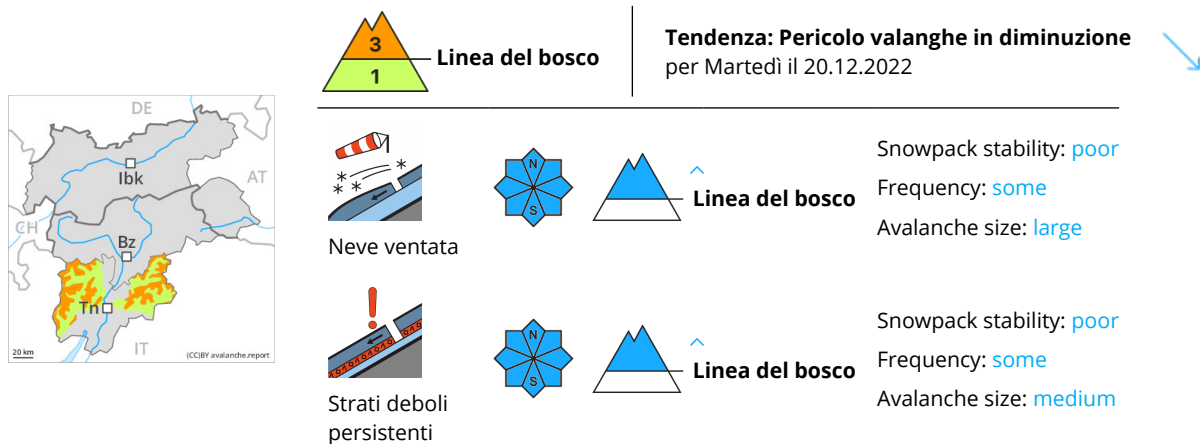 3
1
Linea del bosco
Tendenza: Pericolo valanghe in diminuzione
per Martedì il 20.12.2022
DE
AT
Ibk
CH
Bz
Tn
IT
20 km
(CC)BY avalanche.report
N
S
Linea del bosco
Snowpack stability: poor
Frequency: some
Avalanche size: large
Neve ventata
N
S
Linea del bosco
Snowpack stability: poor
Frequency: some
Avalanche size: medium
Strati deboli
persistenti